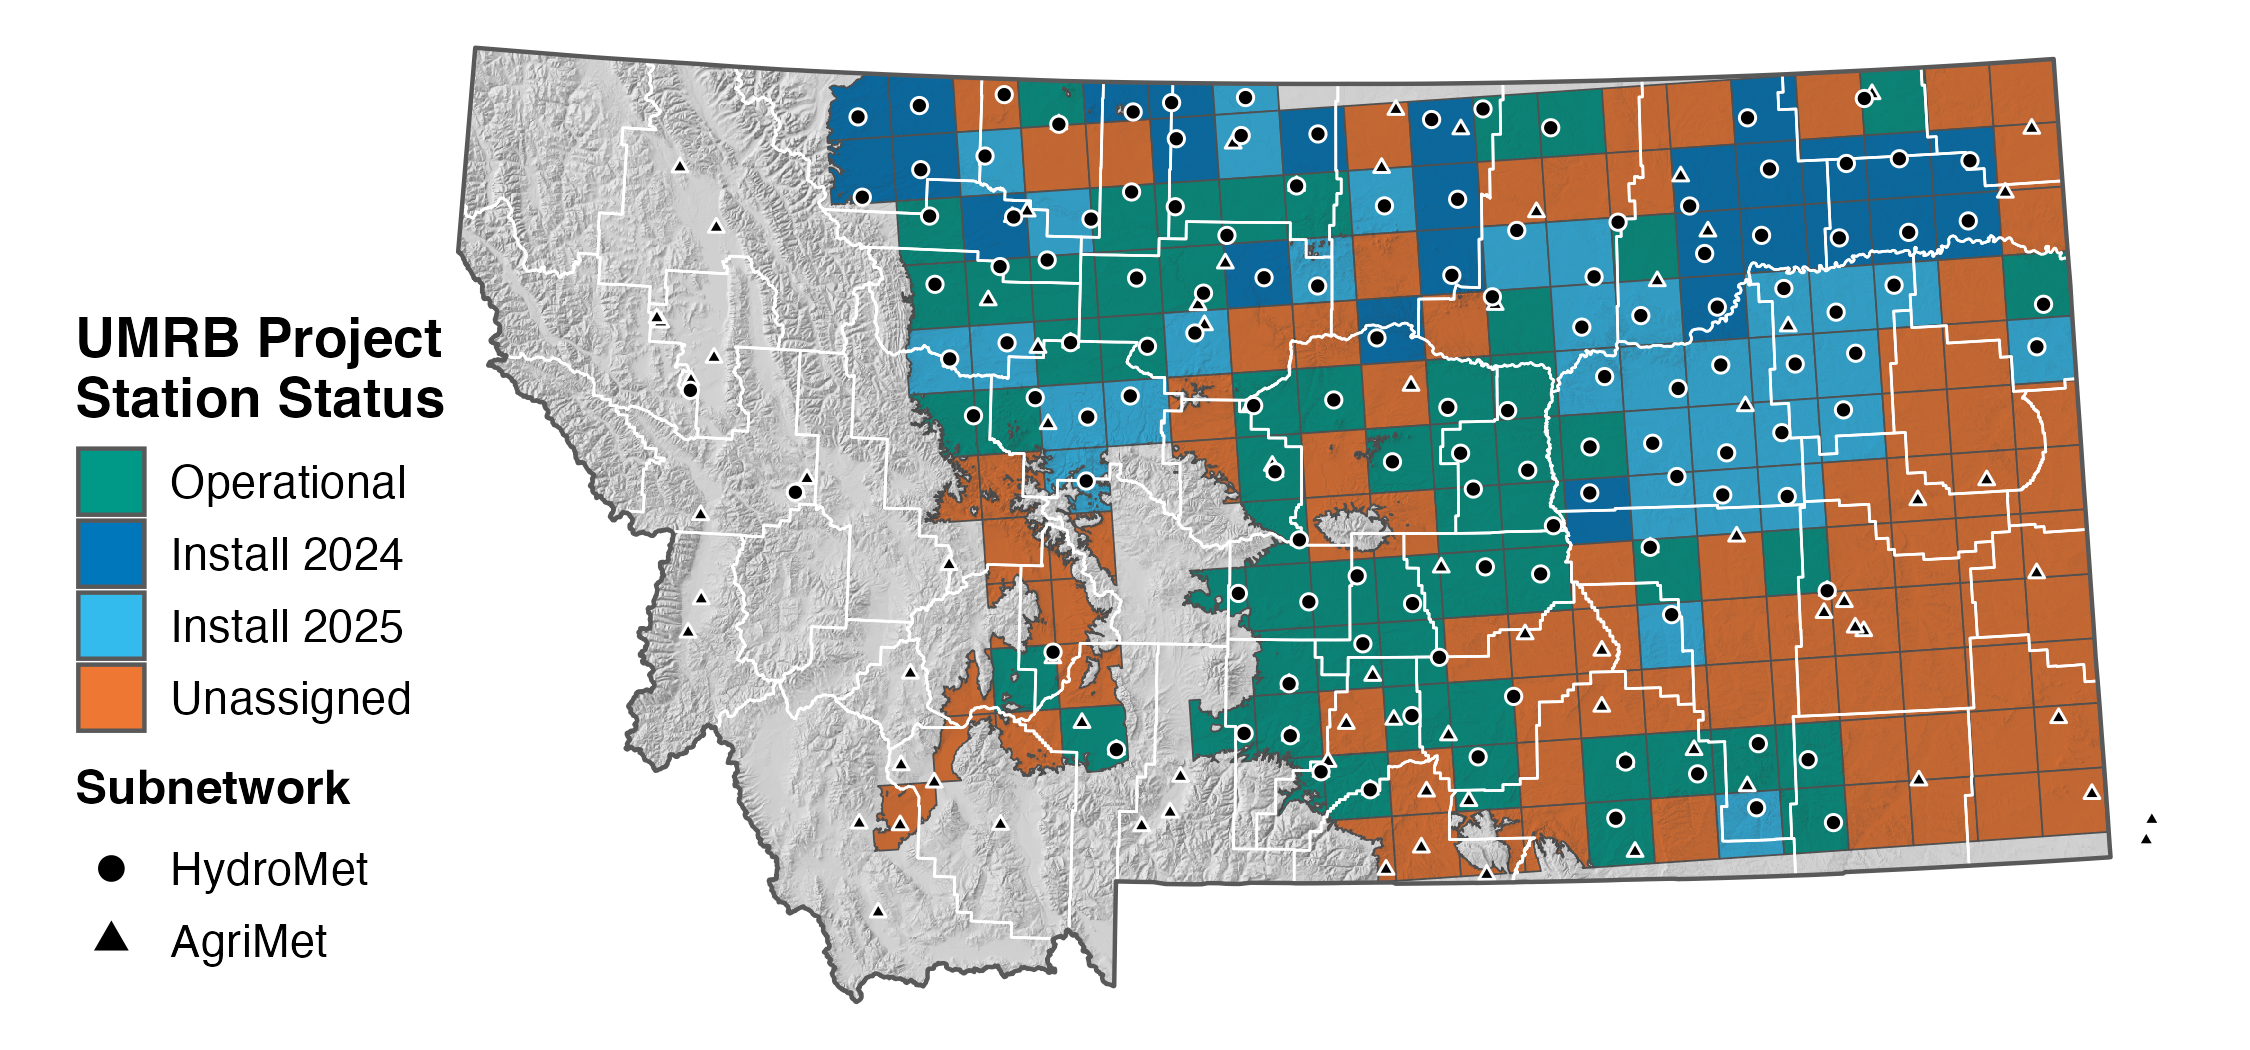 UMRB Project
Station Status
Operational
Install 2024
Install 2025
Unassigned
Subnetwork
HydroMet
AgriMet